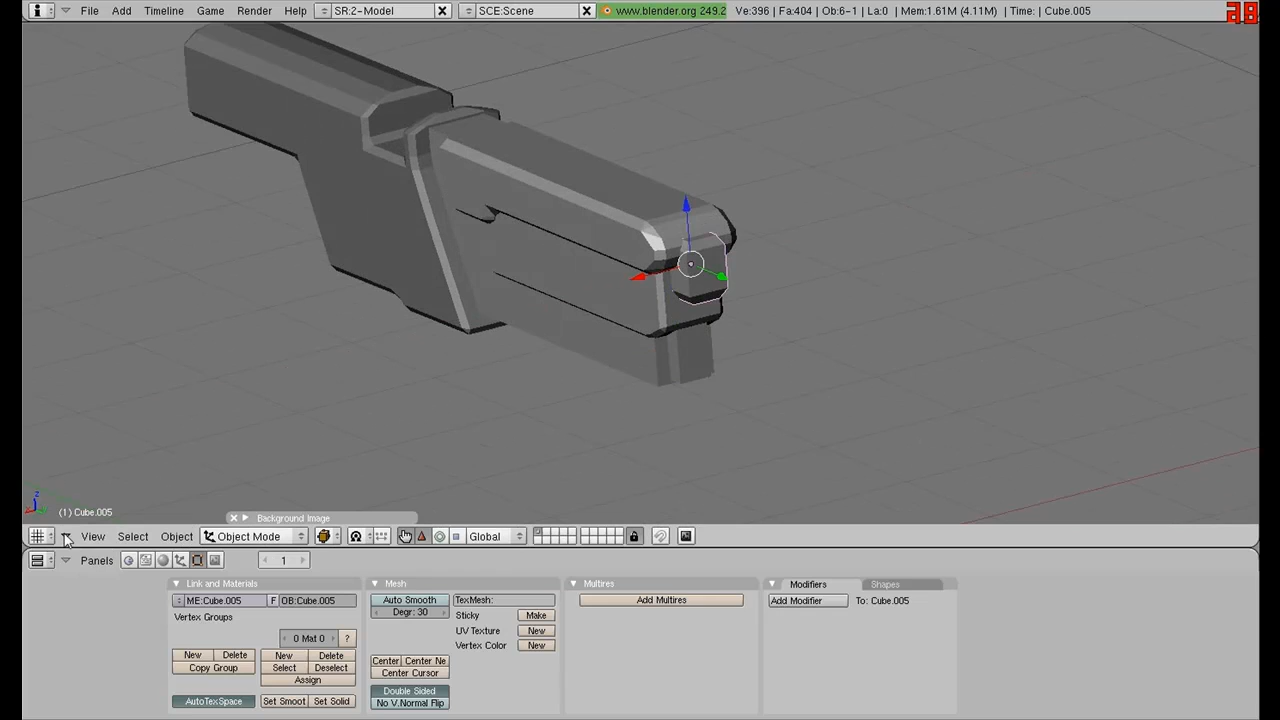 File Add Timeline Game Render Help SR:2-Model SCE:Scene www.blender.org 249.2 Ve:396 | Fa:404 | Ob:6-1 | La:0 | Mem:1.61M (4.11M) | Time: | Cube.005
z
(1) Cube.005
Background Image
View Select Object Object Mode Global
Panels 1
Link and Materials Mesh Multires Modifiers Shapes
ME:Cube.005 F OB:Cube.005 Auto Smooth TexMesh: Add Multires Add Modifier To: Cube.005
Degr: 30 Sticky Make
Vertex Groups
UV Texture New
0 Mat 0 ? Vertex Color New
New Delete New Delete Center Center Ne
Copy Group Select Deselect Center Cursor
Assign
Double Sided
AutoTexSpace Set Smoot Set Solid No V.Normal Flip